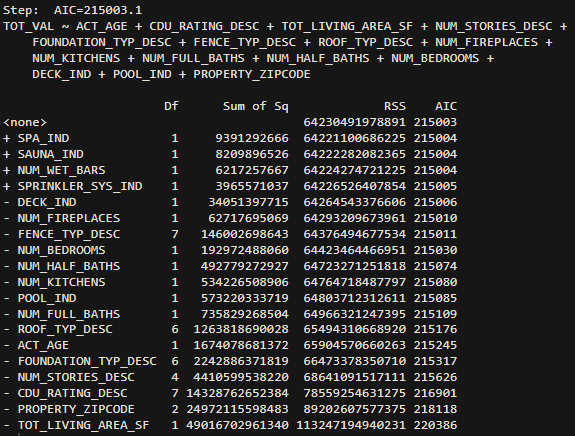 Step:  AIC=215003.1
TOT_VAL ~ ACT_AGE + CDU_RATING_DESC + TOT_LIVING_AREA_SF + NUM_STORIES_DESC +
    FOUNDATION_TYP_DESC + FENCE_TYP_DESC + ROOF_TYP_DESC + NUM_FIREPLACES +
    NUM_KITCHENS + NUM_FULL_BATHS + NUM_HALF_BATHS + NUM_BEDROOMS +
    DECK_IND + POOL_IND + PROPERTY_ZIPCODE
                      Df      Sum of Sq             RSS    AIC
<none>                                   64230491978891 215003
+ SPA_IND              1     9391292666  64221100686225 215004
+ SAUNA_IND            1     8209896526  64222282082365 215004
+ NUM_WET_BARS         1     6217257667  64224274721225 215004
+ SPRINKLER_SYS_IND    1     3965571037  64226526407854 215005
- DECK_IND             1    34051397715  64264543376606 215006
- NUM_FIREPLACES       1    62717695069  64293209673961 215010
- FENCE_TYP_DESC       7   146002698643  64376494677534 215011
- NUM_BEDROOMS         1   192972488060  64423464466951 215030
- NUM_HALF_BATHS       1   492779272927  64723271251818 215074
- NUM_KITCHENS         1   534226508906  64764718487797 215080
- POOL_IND             1   573220333719  64803712312611 215085
- NUM_FULL_BATHS       1   735829268504  64966321247395 215109
- ROOF_TYP_DESC        6  1263818690028  65494310668920 215176
- ACT_AGE              1  1674078681372  65904570660263 215245
- FOUNDATION_TYP_DESC  6  2242886371819  66473378350710 215317
- NUM_STORIES_DESC     4  4410599538220  68641091517111 215626
- CDU_RATING_DESC      7 14328762652384  78559254631275 216901
- PROPERTY_ZIPCODE     2 24972115598483  89202607577375 218118
- TOT_LIVING_AREA_SF   1 49016702961340 113247194940231 220386